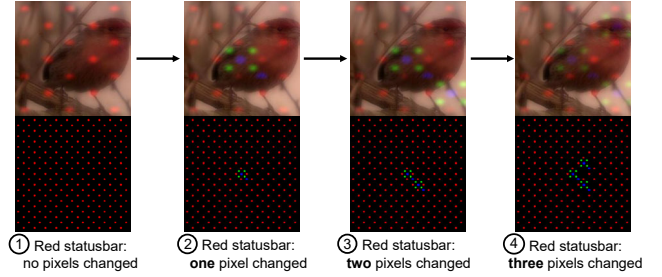 1 Red statusbar:
no pixels changed
2 Red statusbar:
one pixel changed
3 Red statusbar:
two pixels changed
4 Red statusbar:
three pixels changed